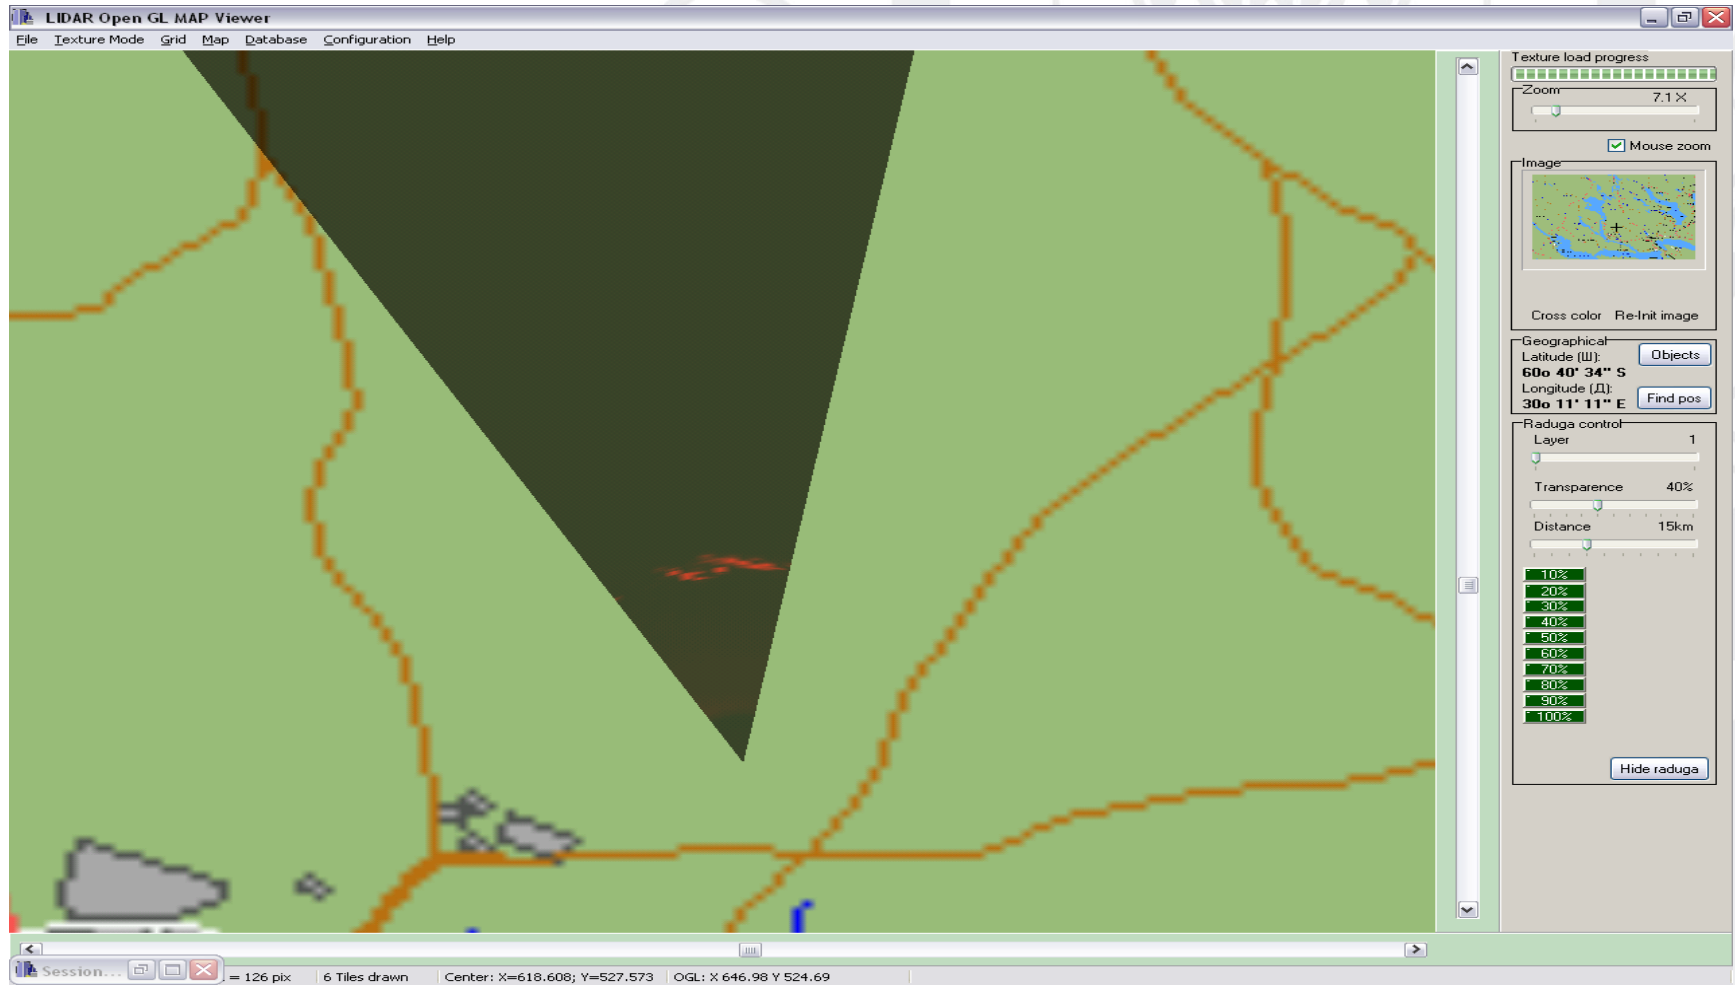 LIDAR Open GL MAP Viewer
File Texture Mode Grid Map Database Configuration Help
Texture load progress
Zoom
7.1 X
Mouse zoom
Image
Cross color Re-Init image
Geographical
Latitude (Ш):
Objects
60o 40' 34" S
Longitude (Д):
30o 11' 11" E
Find pos
Raduga control
Layer 1
Transparence 40%
Distance 15km
10%
20%
30%
40%
50%
60%
70%
80%
90%
100%
Hide raduga
Session... = 126 pix 6 Tiles drawn Center: X=618.608; Y=527.573 OGL: X 646.98 Y 524.69